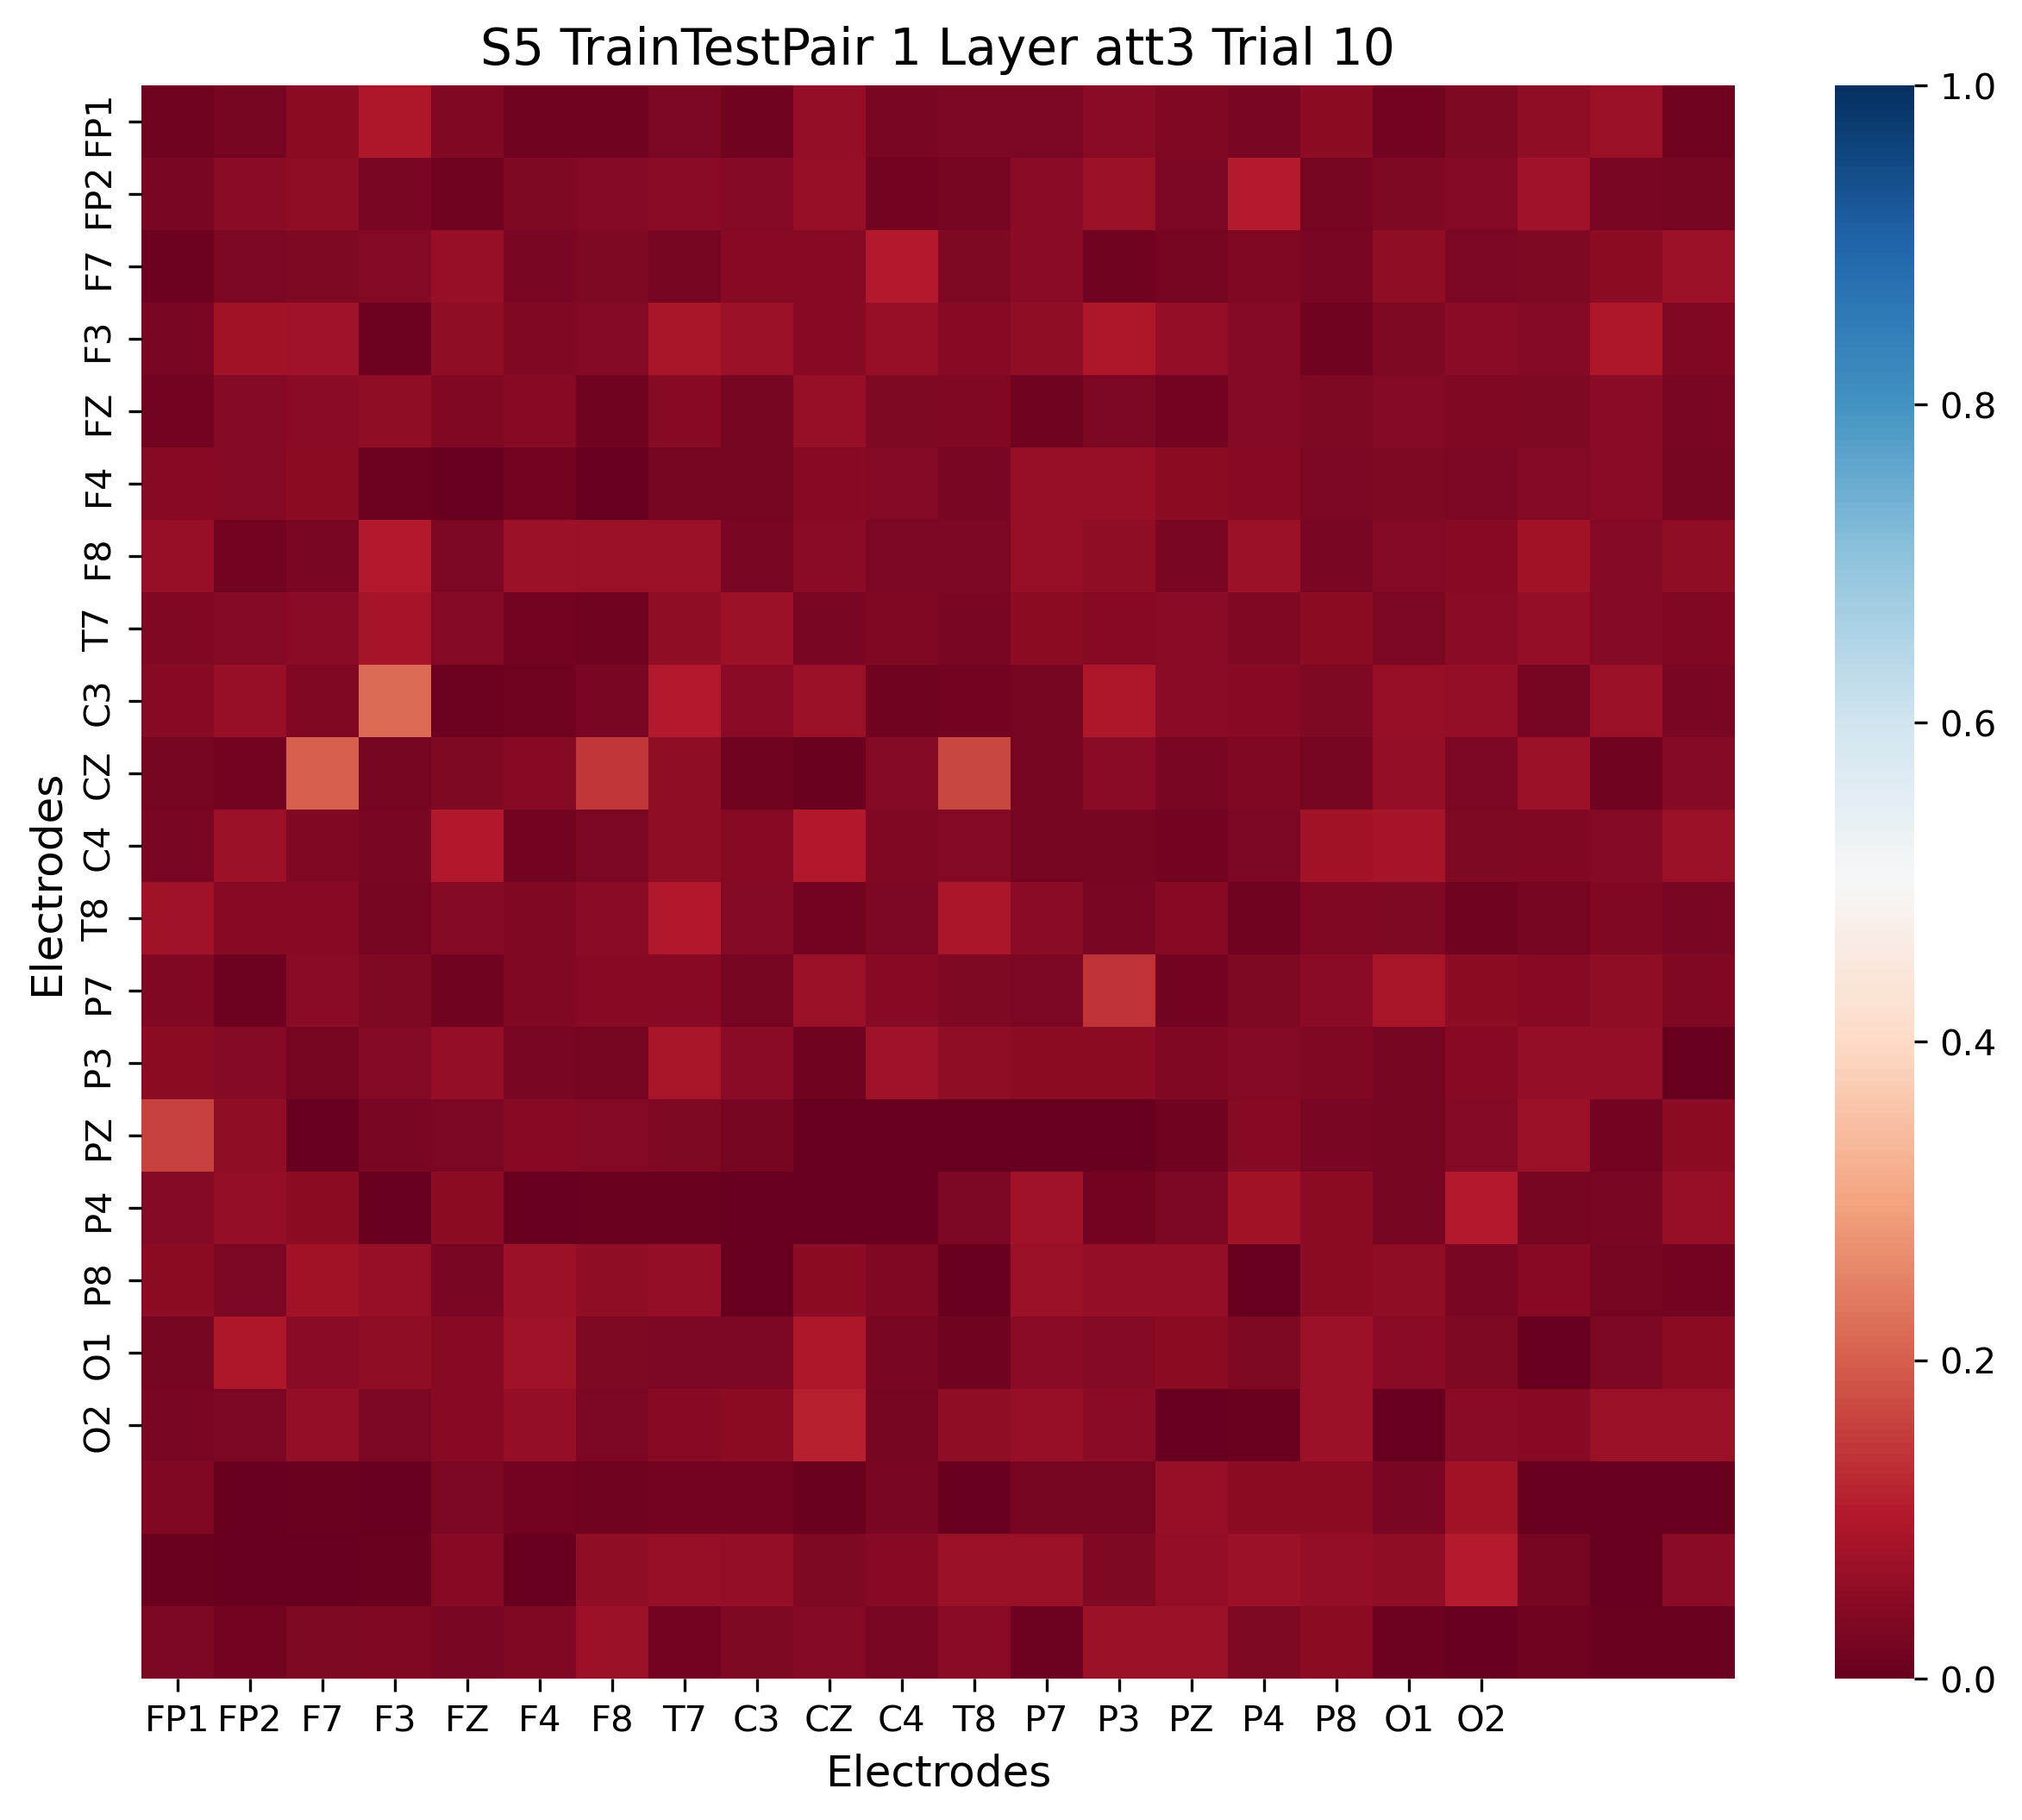 S5 TrainTestPair 1 Layer att3 Trial 10
Electrodes
FP1
FP2
F7
F3
FZ
F4
F8
T7
C3
CZ
C4
T8
P7
P3
PZ
P4
P8
O1
O2
FP1 FP2 F7 F3 FZ F4 F8 T7 C3 CZ C4 T8 P7 P3 PZ P4 P8 O1 O2
Electrodes
1.0
0.8
0.6
0.4
0.2
0.0